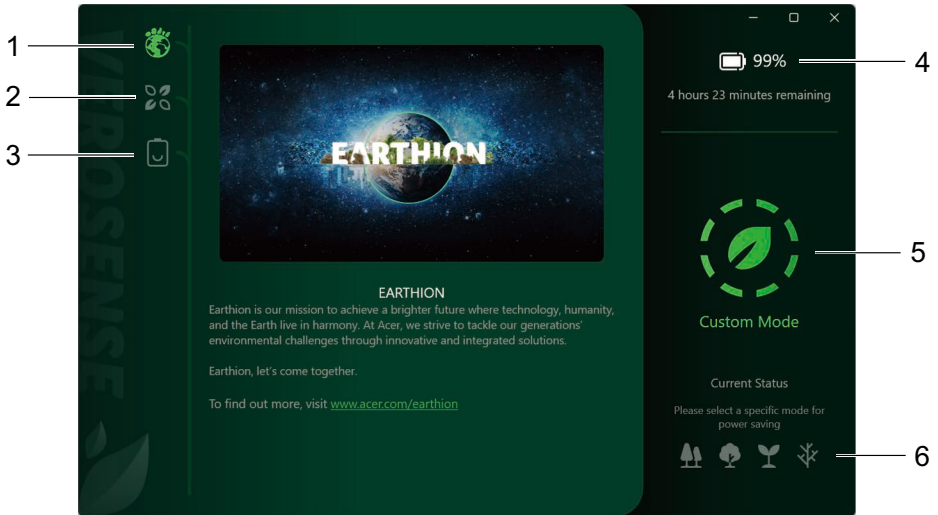 1
2
3
VEROSENSE
EARTHION
EARTHION
Earthion is our mission to achieve a brighter future where technology, humanity,
and the Earth live in harmony. At Acer, we strive to tackle our generations'
environmental challenges through innovative and integrated solutions.
Earthion, let's come together.
To find out more, visit www.acer.com/earthion
99%
4
4 hours 23 minutes remaining
5
Custom Mode
Current Status
Please select a specific mode for
power saving
6